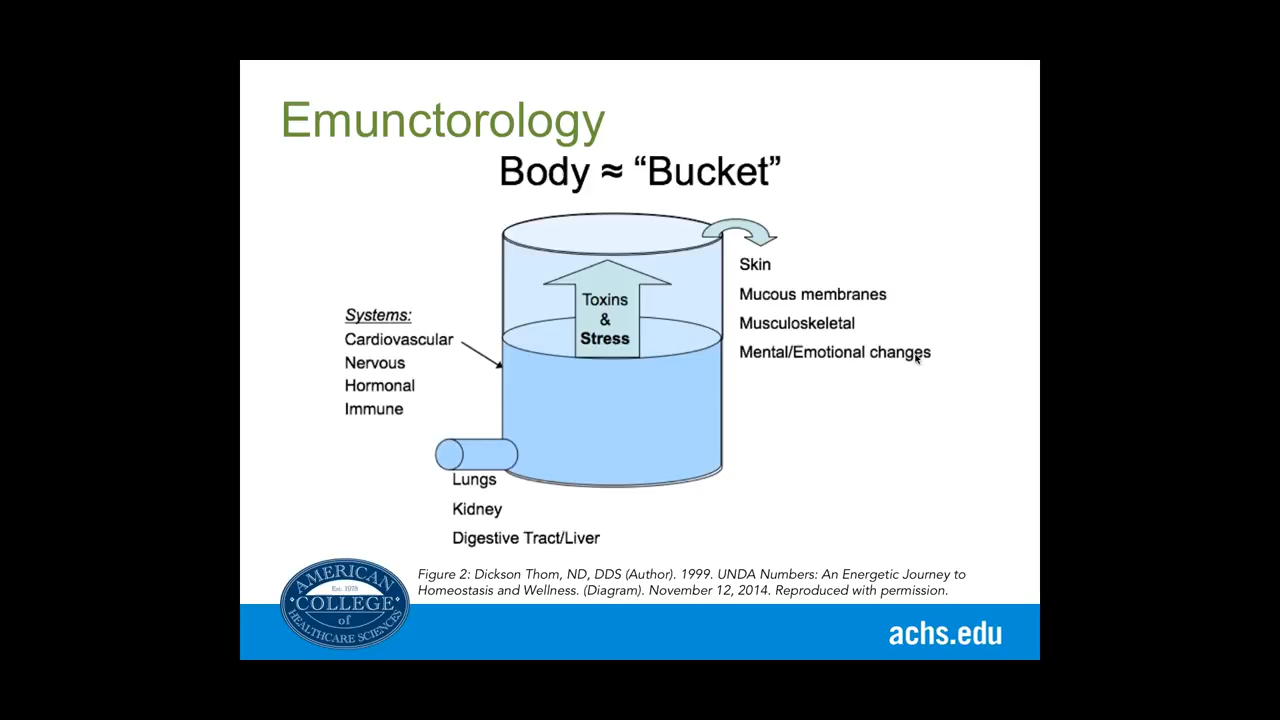 Emunctorology
Body ≈ “Bucket”
Skin
Mucous membranes
Musculoskeletal
Mental/Emotional changes
Toxins
&
Stress
Systems:
Cardiovascular
Nervous
Hormonal
Immune
Lungs
Kidney
Digestive Tract/Liver
Figure 2: Dickson Thom, ND, DDS (Author). 1999. UNDA Numbers: An Energetic Journey to
Homeostasis and Wellness. (Diagram). November 12, 2014. Reproduced with permission.
AMERICAN
Est. 1978
COLLEGE
of
HEALTHCARE SCIENCES
achs.edu